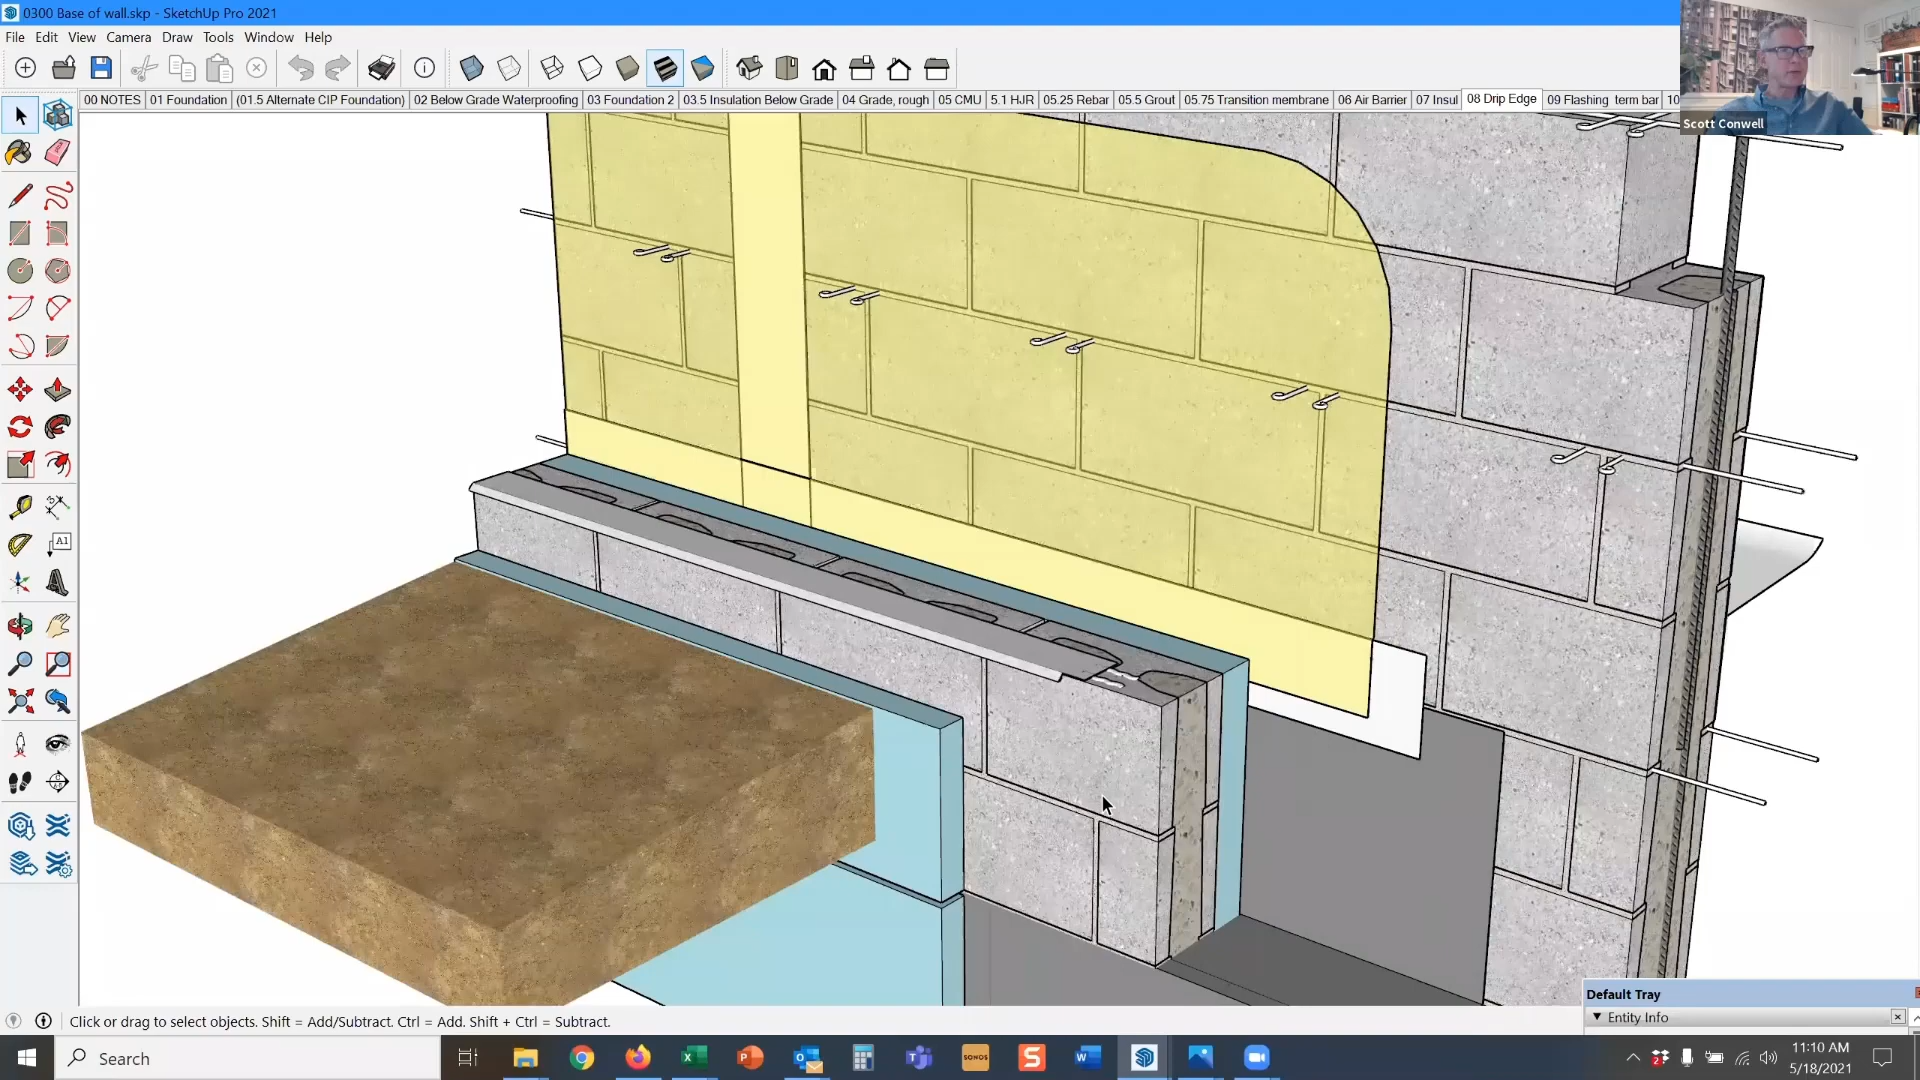 0300 Base of wall.skp - SketchUp Pro 2021
File Edit View Camera Draw Tools Window Help
00 NOTES 01 Foundation (01.5 Alternate CIP Foundation) 02 Below Grade Waterproofing 03 Foundation 2 03.5 Insulation Below Grade 04 Grade, rough 05 CMU 5.1 HJR 05.25 Rebar 05.5 Grout 05.75 Transition membrane 06 Air Barrier 07 Insul 08 Drip Edge 09 Flashing term bar 10
Scott Conwell
A1
Default Tray
Entity Info
Click or drag to select objects. Shift = Add/Subtract. Ctrl = Add. Shift + Ctrl = Subtract.
Search
SONOS
11:10 AM
5/18/2021